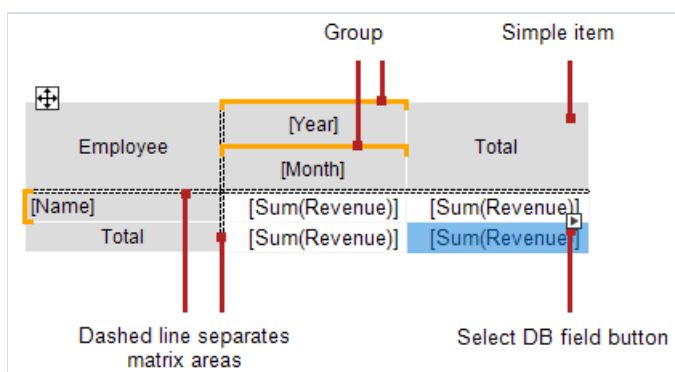 Group Simple item
[Year]
Employee Total
[Month]
[Name] [Sum(Revenue)] [Sum(Revenue)]
Total [Sum(Revenue)] [Sum(Revenue)]
Dashed line separates Select DB field button
matrix areas